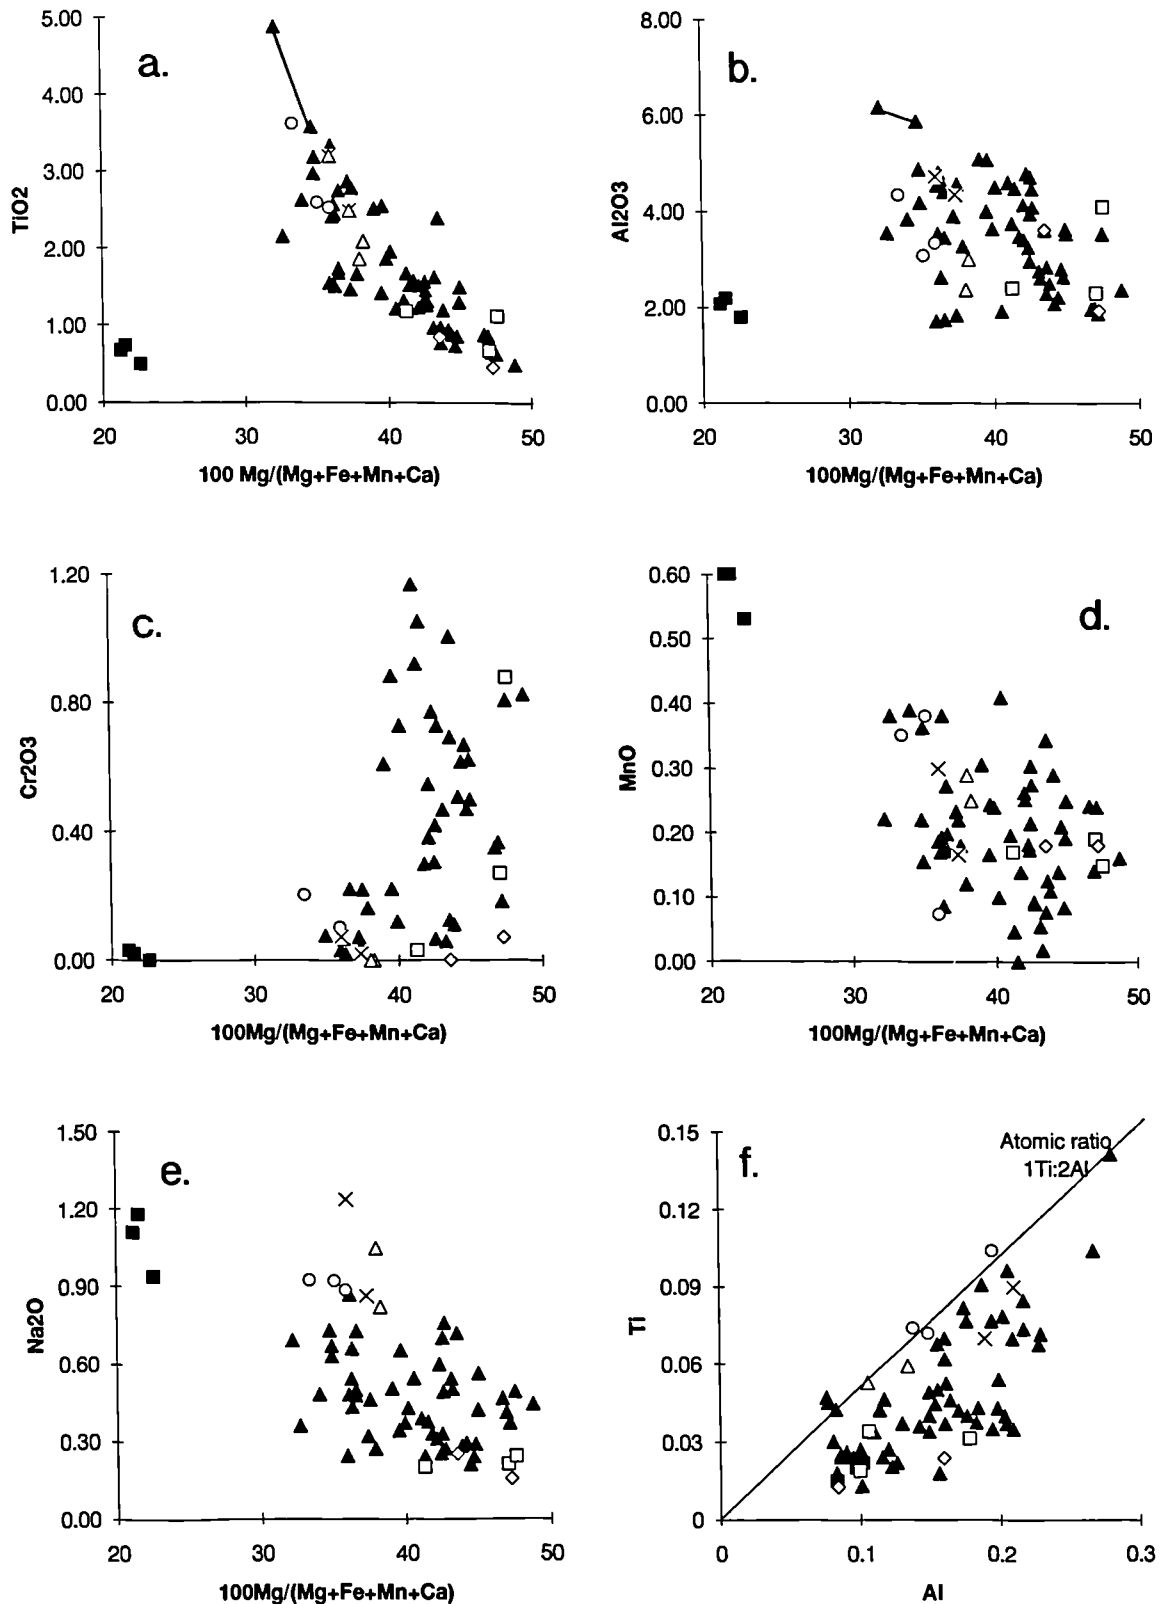 a.
5.00
4.00
3.00
2.00
1.00
0.00
TiO2
20 30 40 50
100 Mg/(Mg+Fe+Mn+Ca)
b.
8.00
6.00
4.00
2.00
0.00
Al2O3
20 30 40 50
100Mg/(Mg+Fe+Mn+Ca)
c.
1.20
0.80
0.40
0.00
Cr2O3
20 30 40 50
100Mg/(Mg+Fe+Mn+Ca)
d.
0.60
0.50
0.40
0.30
0.20
0.10
0.00
MnO
20 30 40 50
100Mg/(Mg+Fe+Mn+Ca)
e.
1.50
1.20
0.90
0.60
0.30
0.00
Na2O
20 30 40 50
100Mg/(Mg+Fe+Mn+Ca)
f.
Atomic ratio
1Ti:2Al
0.15
0.12
0.09
0.06
0.03
0
Ti
0 0.1 0.2 0.3
Al